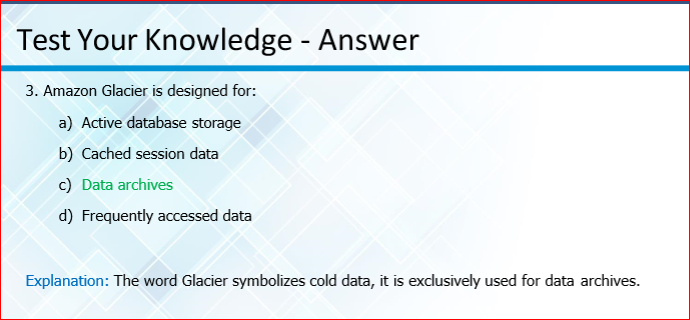 Test Your Knowledge - Answer
3. Amazon Glacier is designed for:
a) Active database storage
b) Cached session data
c) Data archives
d) Frequently accessed data
Explanation: The word Glacier symbolizes cold data, it is exclusively used for data archives.